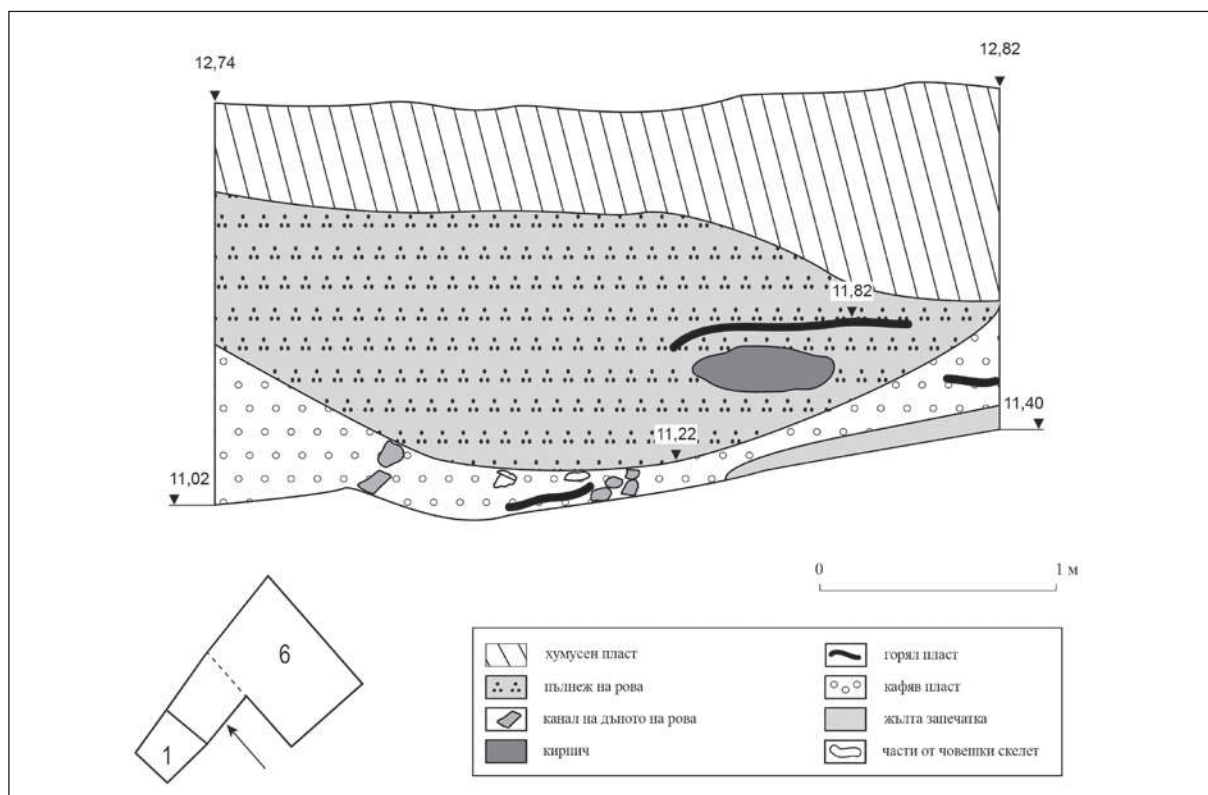 12,74
12,82
11,82
11,22
11,40
11,02
0 1 м
6
1
хумусен пласт
пълнеж на рова
канал на дъното на рова
кирпич
горял пласт
кафяв пласт
жълта запечатка
части от човешки скелет